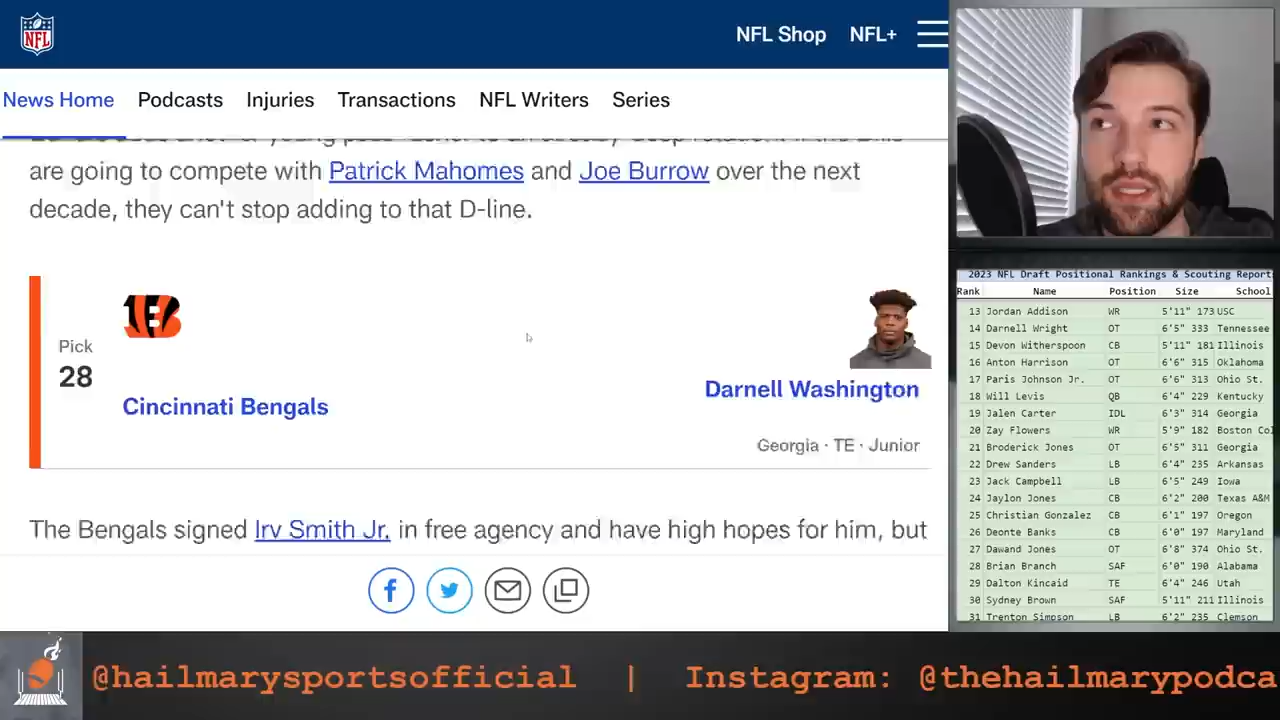 NFL
NFL Shop
NFL+
News Home
Podcasts
Injuries
Transactions
NFL Writers
Series
are going to compete with Patrick Mahomes and Joe Burrow over the next
decade, they can't stop adding to that D-line.
Pick
28
Cincinnati Bengals
Darnell Washington
Georgia · TE · Junior
The Bengals signed Irv Smith Jr. in free agency and have high hopes for him, but
2023 NFL Draft Positional Rankings & Scouting Report
Rank Name Position Size School
13 Jordan Addison WR 5'11" 173 USC
14 Darnell Wright OT 6'5" 333 Tennessee
15 Devon Witherspoon CB 5'11" 181 Illinois
16 Anton Harrison OT 6'6" 315 Oklahoma
17 Paris Johnson Jr. OT 6'6" 313 Ohio St.
18 Will Levis QB 6'4" 229 Kentucky
19 Jalen Carter IDL 6'3" 314 Georgia
20 Zay Flowers WR 5'9" 182 Boston Col
21 Broderick Jones OT 6'5" 311 Georgia
22 Drew Sanders LB 6'4" 235 Arkansas
23 Jack Campbell LB 6'5" 249 Iowa
24 Jaylon Jones CB 6'2" 200 Texas A&M
25 Christian Gonzalez CB 6'1" 197 Oregon
26 Deonte Banks CB 6'0" 197 Maryland
27 Dawand Jones OT 6'8" 374 Ohio St.
28 Brian Branch SAF 6'0" 190 Alabama
29 Dalton Kincaid TE 6'4" 246 Utah
30 Sydney Brown SAF 5'11" 211 Illinois
31 Trenton Simpson LB 6'2" 235 Clemson
@hailmarysportsofficial | Instagram: @thehailmarypodca